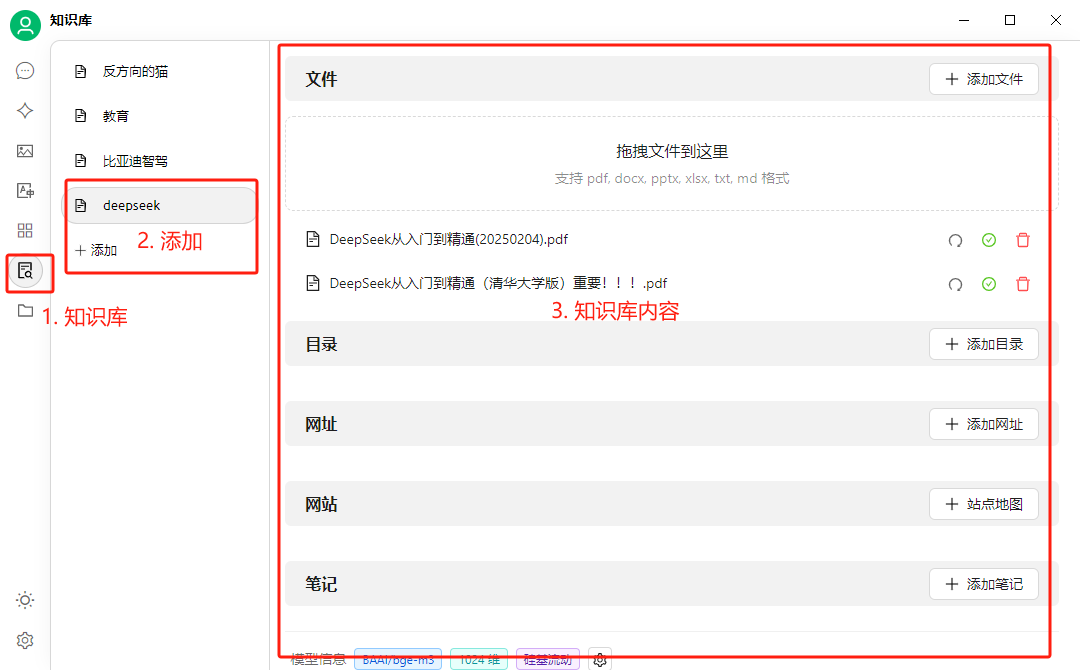 知识库
反方向的猫
教育
比亚迪智驾
deepseek
添加
2. 添加
1. 知识库
文件
添加文件
拖拽文件到这里
支持 pdf, docx, pptx, xlsx, txt, md 格式
DeepSeek从入门到精通(20250204).pdf
DeepSeek从入门到精通（清华大学版）重要！！！.pdf
3. 知识库内容
目录
添加目录
网址
添加网址
网站
站点地图
笔记
添加笔记
模型信息 BAAI/bge-m3 1024 维 硅基流动